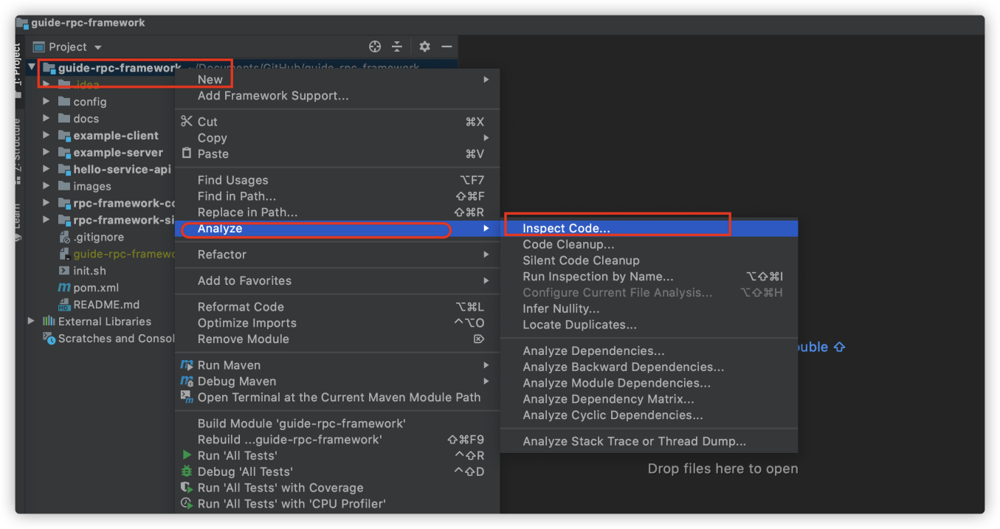 guide-rpc-framework
Project
1: Project
guide-rpc-framework ~/Documents/GitHub/guide-rpc-framework
.idea
config
docs
example-client
example-server
hello-service-api
images
rpc-framework-co
rpc-framework-si
.gitignore
guide-rpc-framewo
init.sh
pom.xml
README.md
External Libraries
Scratches and Consol
Z: Structure
Learn
New
Add Framework Support...
Cut ⌘X
Copy
Paste ⌘V
Find Usages ⌥F7
Find in Path... ⇧⌘F
Replace in Path... ⇧⌘R
Analyze
Refactor
Add to Favorites
Reformat Code ⌥⌘L
Optimize Imports ^⌥O
Remove Module ⌦
Run Maven
Debug Maven
Open Terminal at the Current Maven Module Path
Build Module 'guide-rpc-framework'
Rebuild ...guide-rpc-framework' ⇧⌘F9
Run 'All Tests' ^⇧R
Debug 'All Tests' ^⇧D
Run 'All Tests' with Coverage
Run 'All Tests' with 'CPU Profiler'
Inspect Code...
Code Cleanup...
Silent Code Cleanup
Run Inspection by Name... ⌥⇧⌘I
Configure Current File Analysis... ⌥⇧⌘H
Infer Nullity...
Locate Duplicates...
Analyze Dependencies...
Analyze Backward Dependencies...
Analyze Module Dependencies...
Analyze Dependency Matrix...
Analyze Cyclic Dependencies...
Analyze Stack Trace or Thread Dump...
ouble ⇧
Drop files here to open